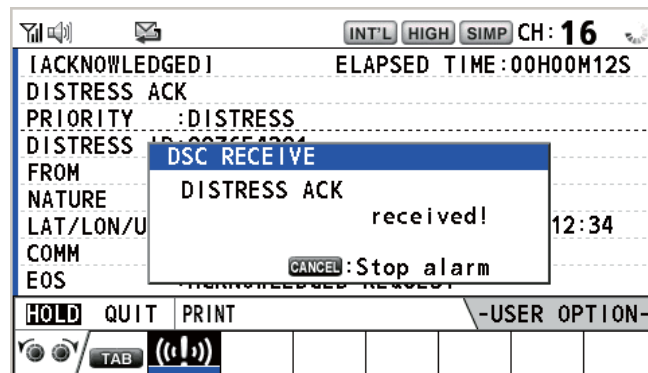 INT'L HIGH SIMP CH: 16
[ACKNOWLEDGED] ELAPSED TIME:00H00M12S
DISTRESS ACK
PRIORITY :DISTRESS
DISTRESS
DSC RECEIVE
FROM
DISTRESS ACK
NATURE
received!
LAT/LON/U 12:34
COMM
CANCEL:Stop alarm
EOS
HOLD QUIT PRINT -USER OPTION-
TAB